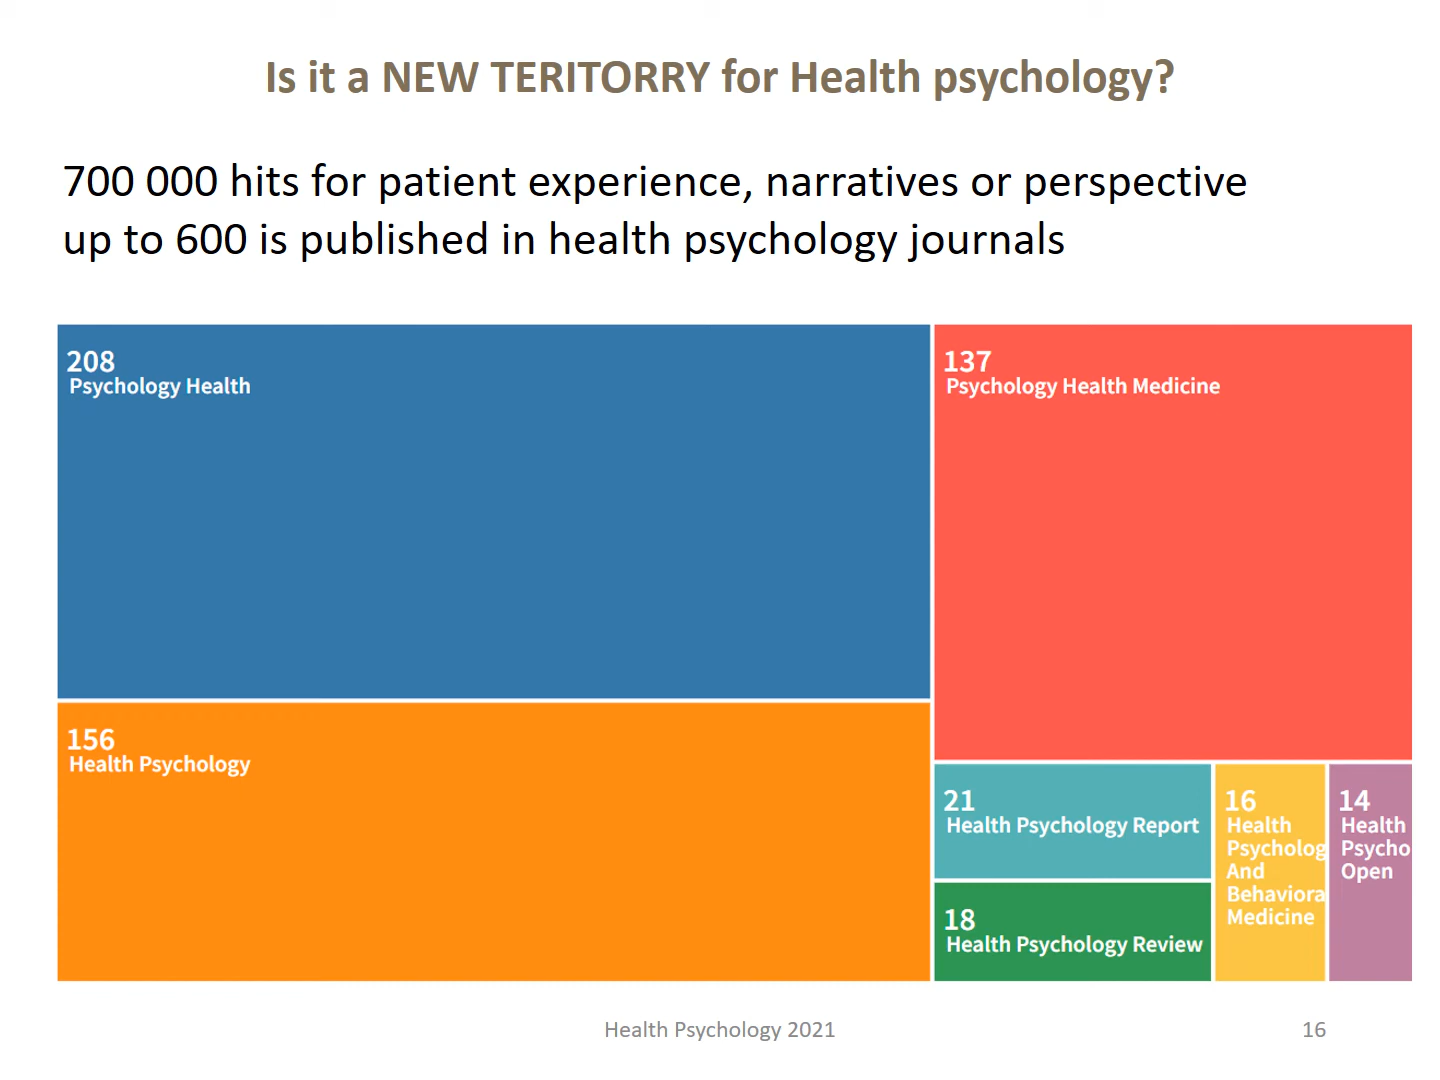 Is it a NEW TERITORRY for Health psychology?
700 000 hits for patient experience, narratives or perspective
up to 600 is published in health psychology journals
208
Psychology Health
137
Psychology Health Medicine
156
Health Psychology
21
Health Psychology Report
18
Health Psychology Review
16
Health
Psycholog
And
Behaviora
Medicine
14
Health
Psycho
Open
Health Psychology 2021
16